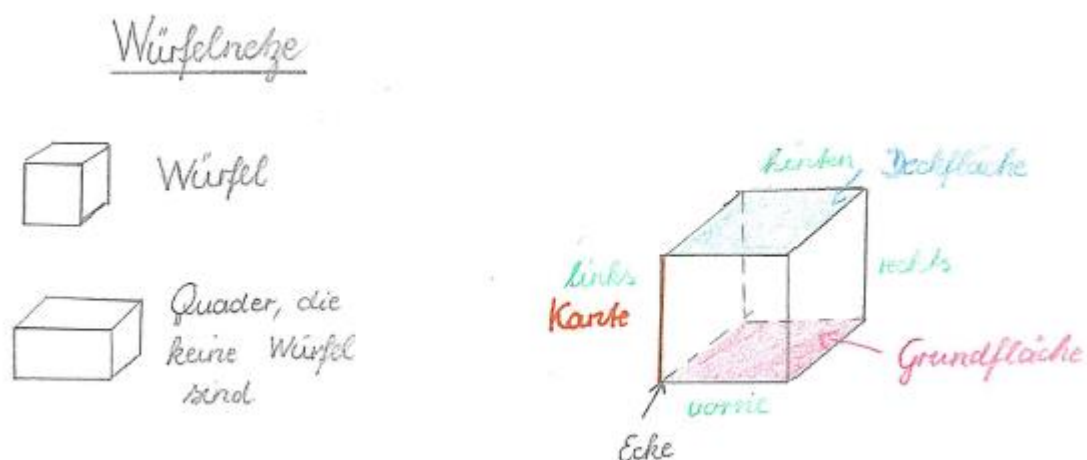 Würfelnetze
Würfel
Quader, die
keine Würfel
sind
hinten
Deckfläche
links
rechts
Kante
Grundfläche
vorne
Ecke